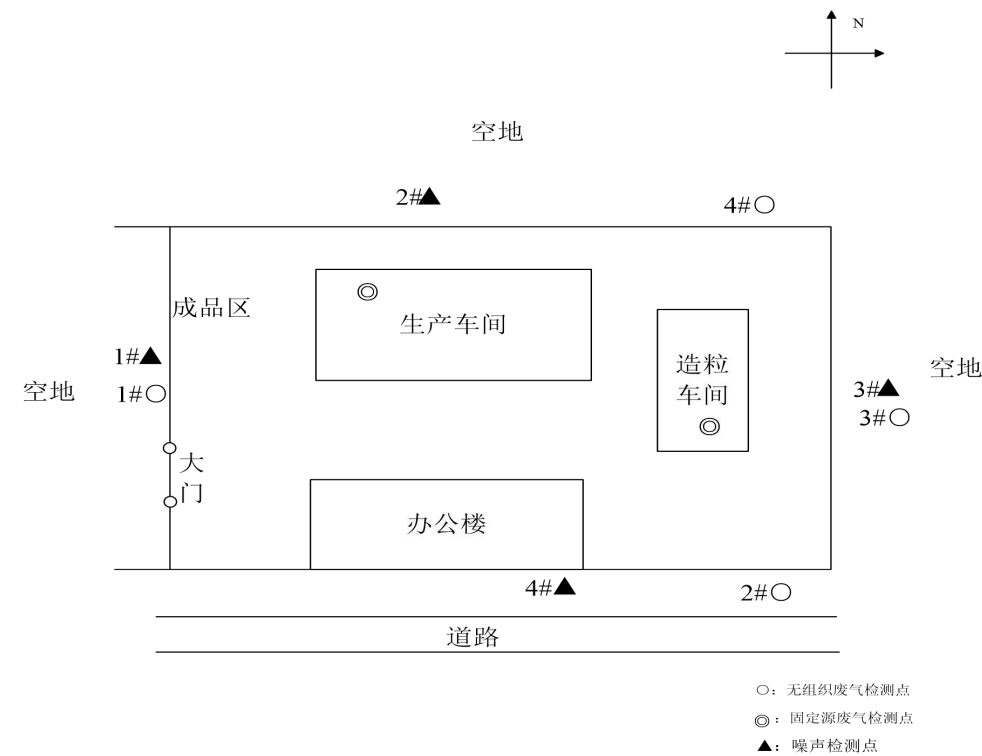 N
空地
2#▲
4#○
成品区
生产车间
1#▲
造粒
车间
空地
空地
1#○
3#▲
3#○
大
门
办公楼
4#▲
2#○
道路
○：无组织废气检测点
◎：固定源废气检测点
▲：噪声检测点